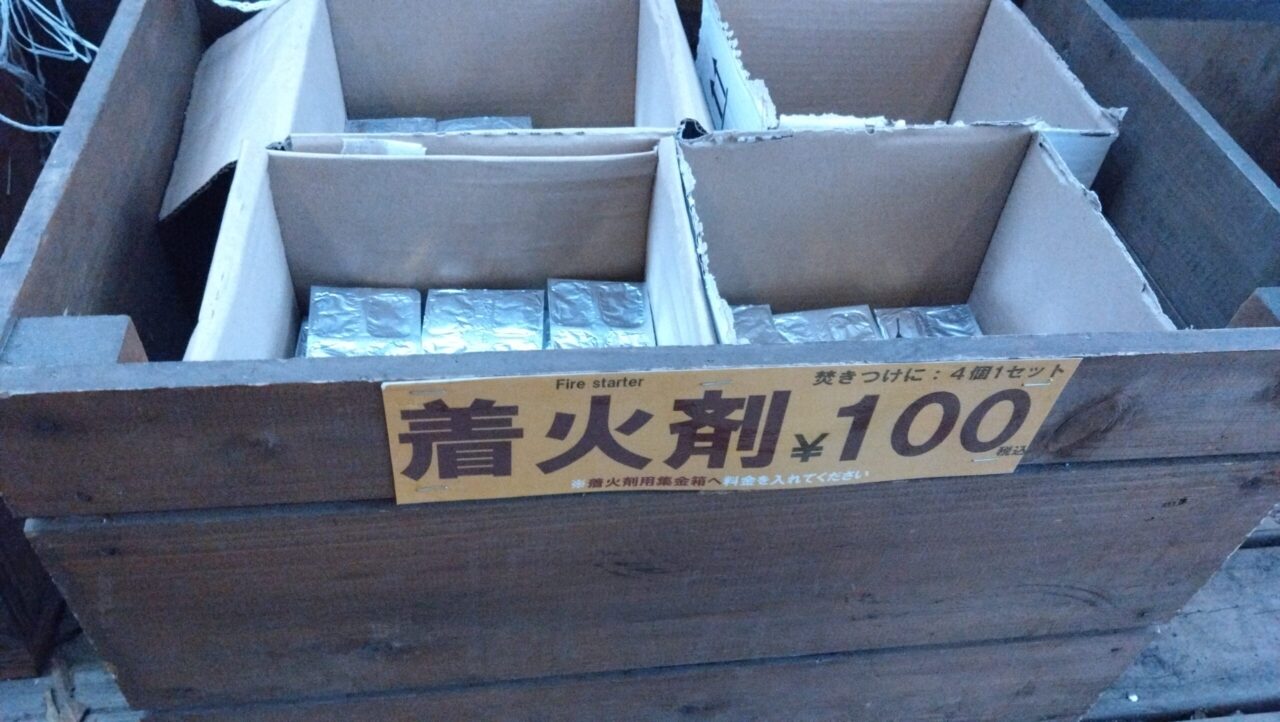 Fire starter
焚きつけに：4個1セット
着火剤 ¥100
税込
※着火剤用集金箱へ料金を入れてください